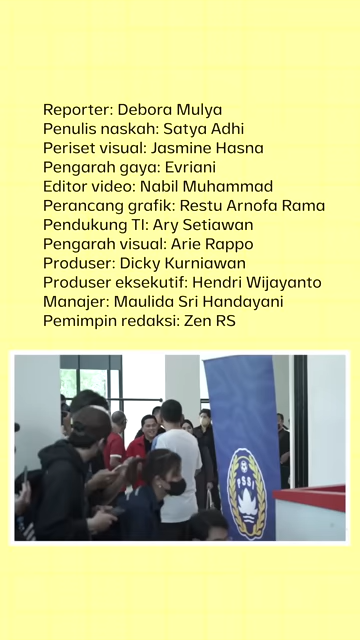 Reporter: Debora Mulya
Penulis naskah: Satya Adhi
Periset visual: Jasmine Hasna
Pengarah gaya: Evriani
Editor video: Nabil Muhammad
Perancang grafik: Restu Arnofa Rama
Pendukung TI: Ary Setiawan
Pengarah visual: Arie Rappo
Produser: Dicky Kurniawan
Produser eksekutif: Hendri Wijayanto
Manajer: Maulida Sri Handayani
Pemimpin redaksi: Zen RS
PSSI